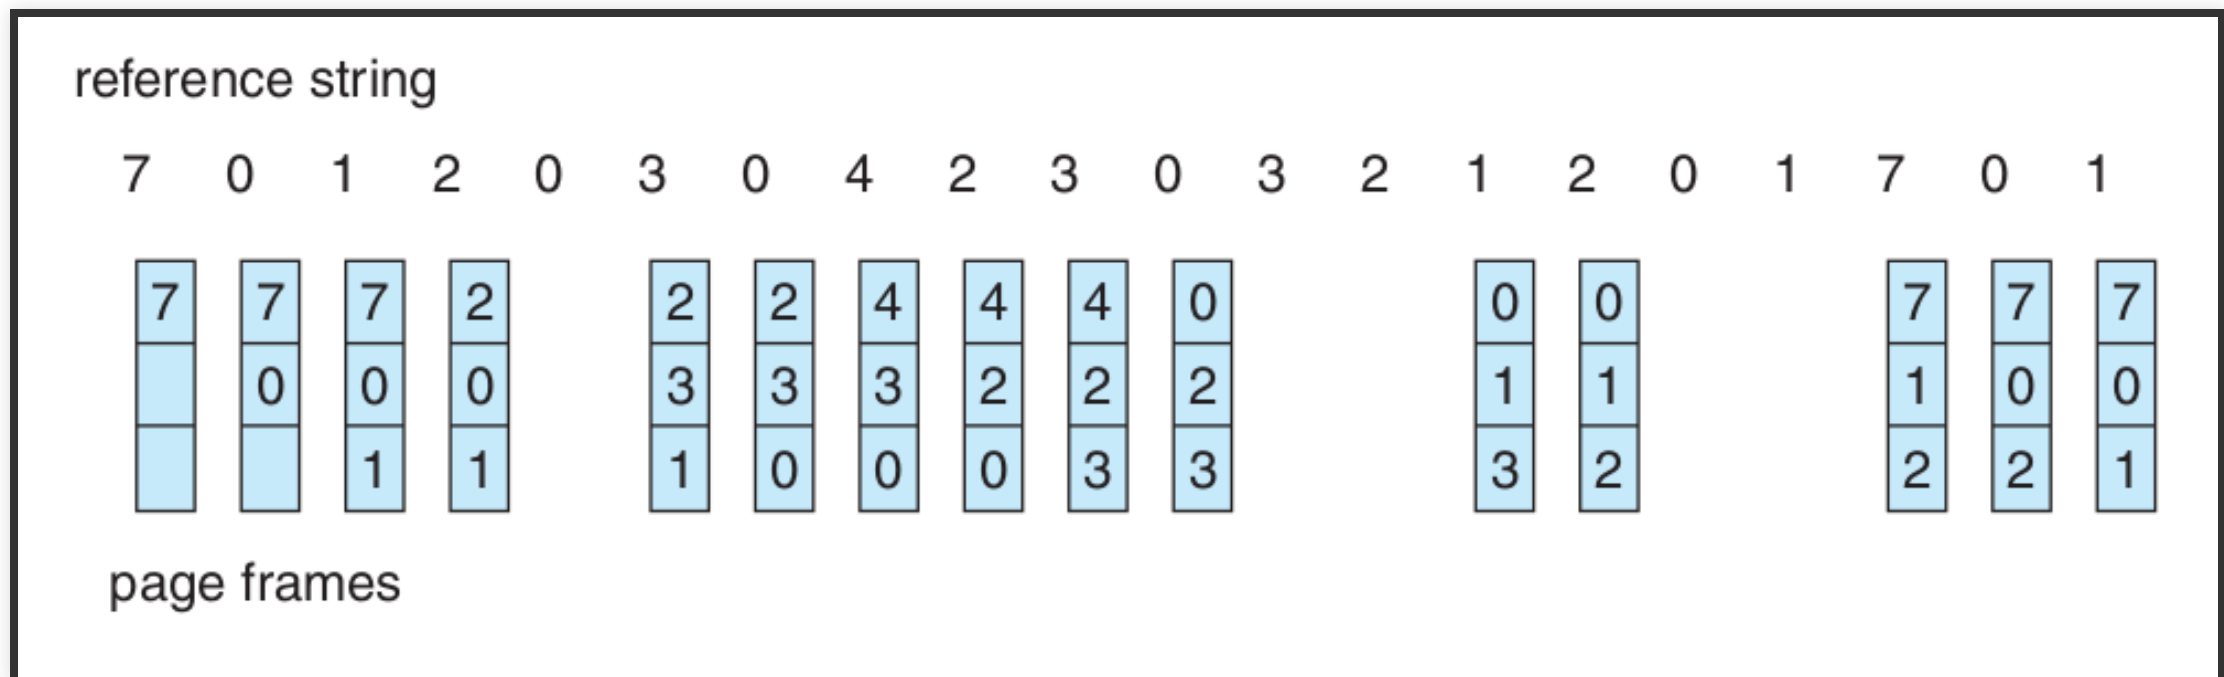 reference string
7 0 1 2 0 3 0 4 2 3 0 3 2 1 2 0 1 7 0 1
7 7 7 2 2 2 4 4 4 0 0 0 7 7 7
0 0 0 3 3 3 2 2 2 1 1 1 0 0
1 1 1 0 0 0 3 3 3 2 2 2 1
page frames